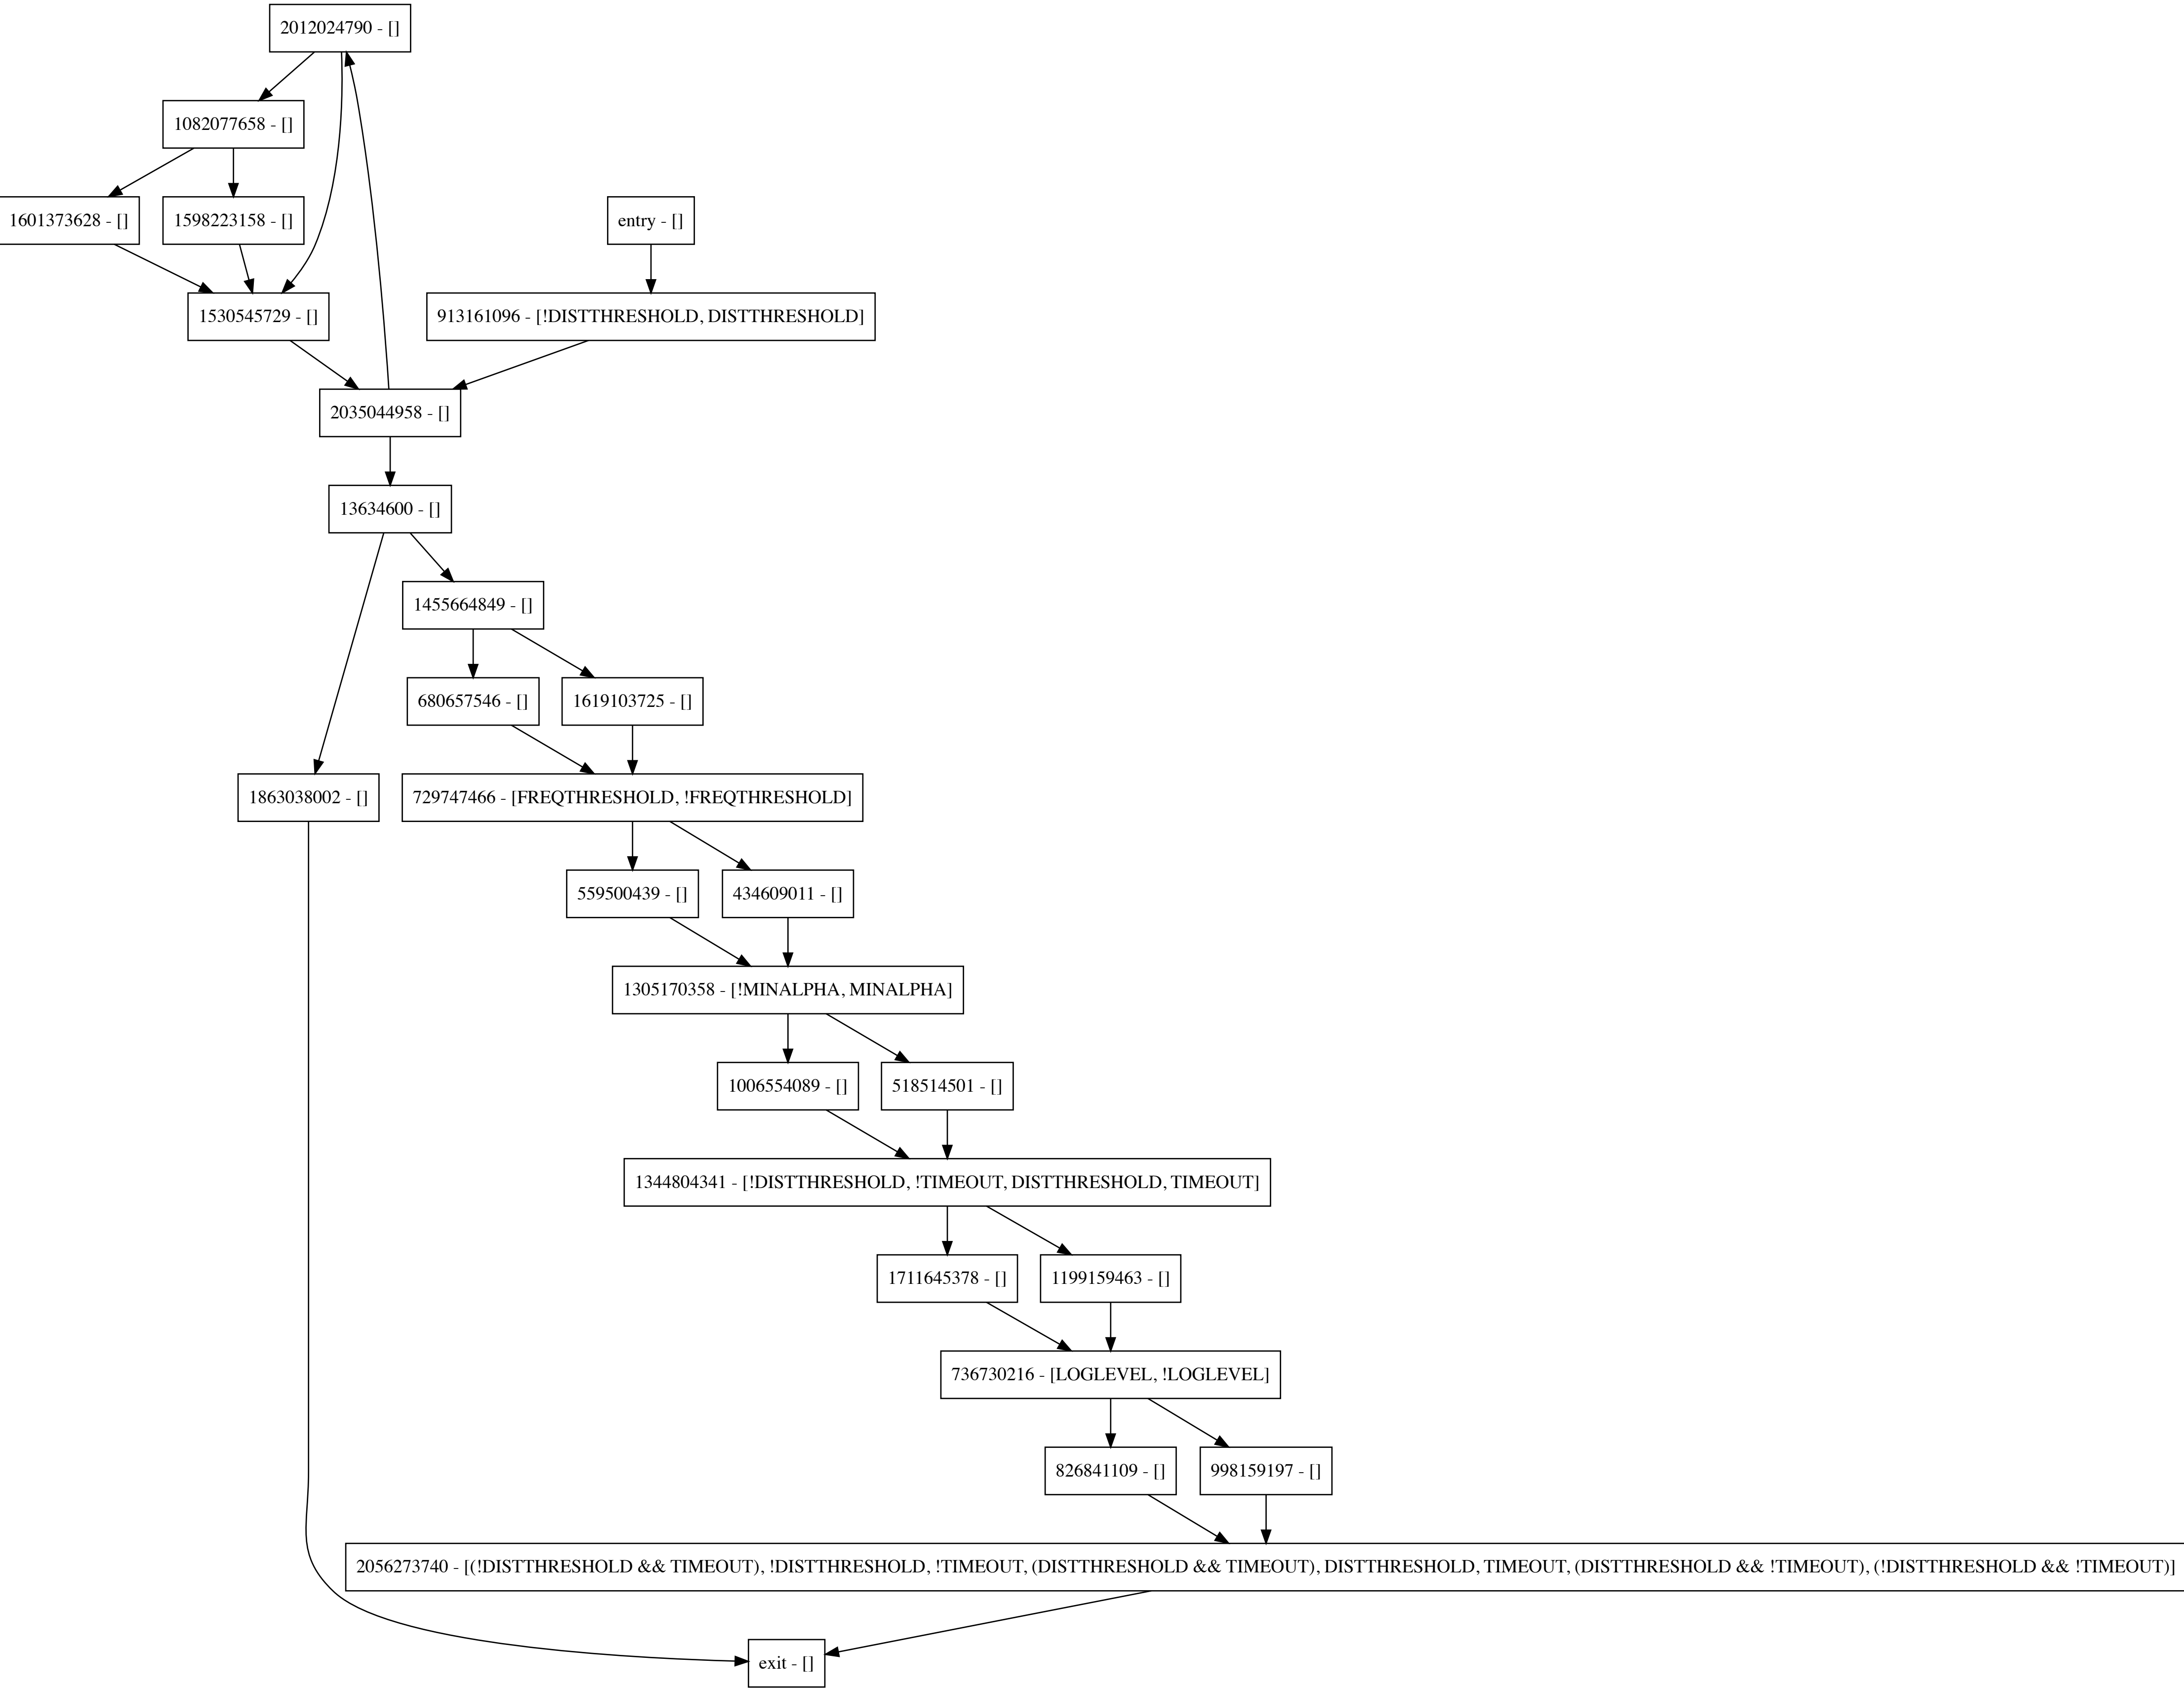 2012024790 - []
1082077658 - []
1601373628 - []
1598223158 - []
entry - []
1530545729 - []
913161096 - [!DISTTHRESHOLD, DISTTHRESHOLD]
2035044958 - []
13634600 - []
1455664849 - []
680657546 - []
1619103725 - []
1863038002 - []
729747466 - [FREQTHRESHOLD, !FREQTHRESHOLD]
559500439 - []
434609011 - []
1305170358 - [!MINALPHA, MINALPHA]
1006554089 - []
518514501 - []
1344804341 - [!DISTTHRESHOLD, !TIMEOUT, DISTTHRESHOLD, TIMEOUT]
1711645378 - []
1199159463 - []
736730216 - [LOGLEVEL, !LOGLEVEL]
826841109 - []
998159197 - []
2056273740 - [(!DISTTHRESHOLD && TIMEOUT), !DISTTHRESHOLD, !TIMEOUT, (DISTTHRESHOLD && TIMEOUT), DISTTHRESHOLD, TIMEOUT, (DISTTHRESHOLD && !TIMEOUT), (!DISTTHRESHOLD && !TIMEOUT)]
exit - []